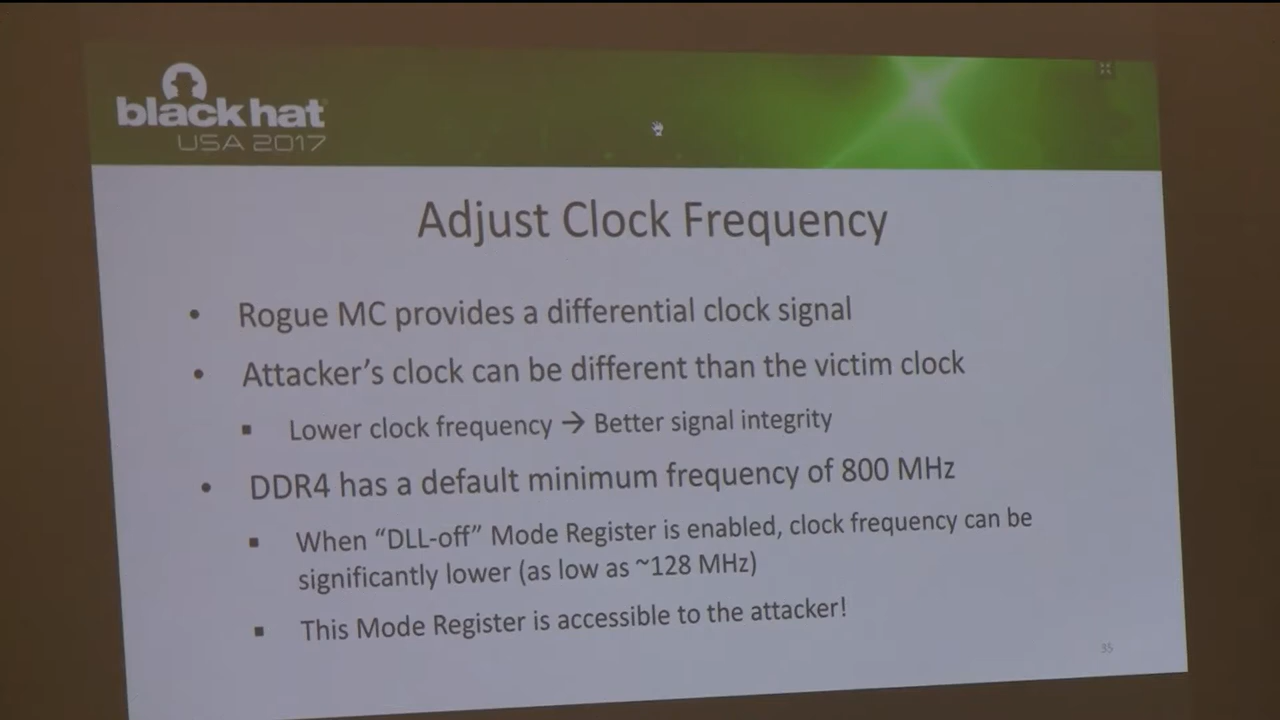 black hat
USA 2017
Adjust Clock Frequency
• Rogue MC provides a differential clock signal
• Attacker’s clock can be different than the victim clock
▪ Lower clock frequency → Better signal integrity
• DDR4 has a default minimum frequency of 800 MHz
▪ When “DLL-off” Mode Register is enabled, clock frequency can be
significantly lower (as low as ~128 MHz)
▪ This Mode Register is accessible to the attacker!
35